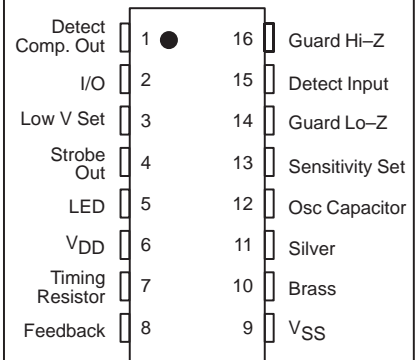 Detect
Comp. Out 1 16 Guard Hi–Z
I/O 2 15 Detect Input
Low V Set 3 14 Guard Lo–Z
Strobe
Out 4 13 Sensitivity Set
LED 5 12 Osc Capacitor
VDD 6 11 Silver
Timing
Resistor 7 10 Brass
Feedback 8 9 VSS